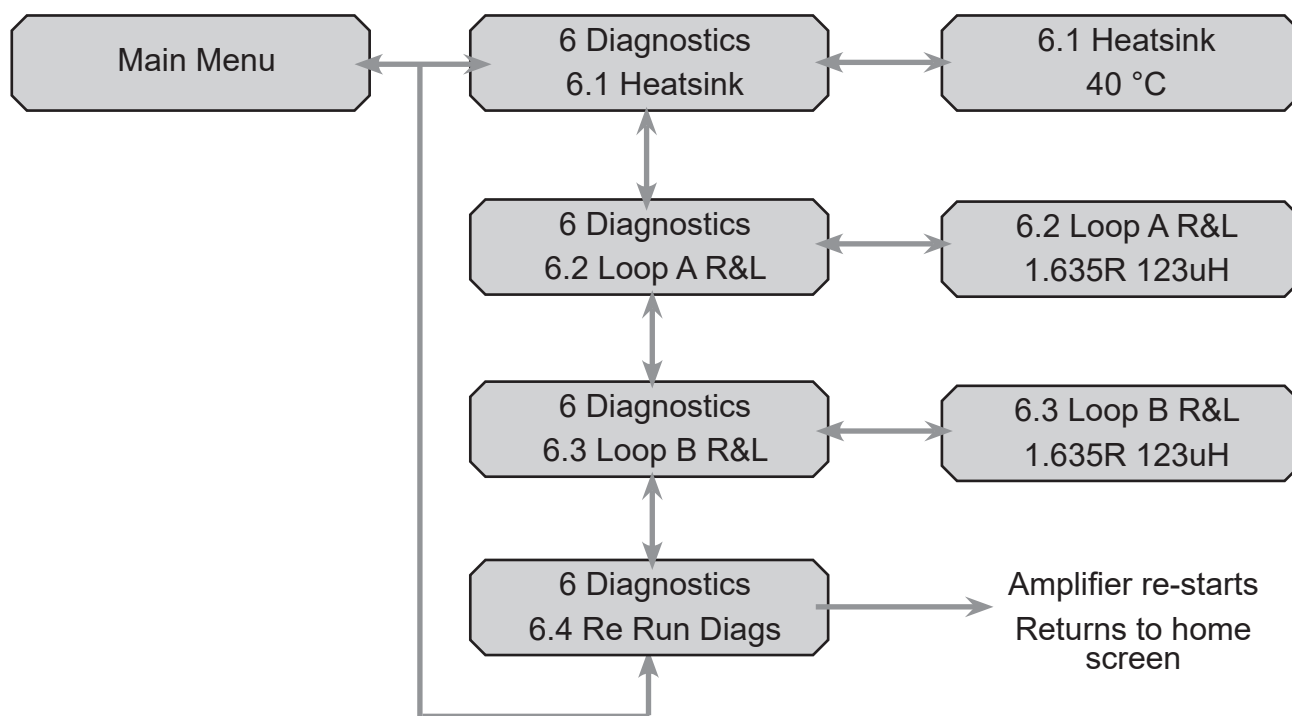 Main Menu
6 Diagnostics
6.1 Heatsink
6.1 Heatsink
40 °C
6 Diagnostics
6.2 Loop A R&L
6.2 Loop A R&L
1.635R 123uH
6 Diagnostics
6.3 Loop B R&L
6.3 Loop B R&L
1.635R 123uH
6 Diagnostics
6.4 Re Run Diags
Amplifier re-starts
Returns to home
screen